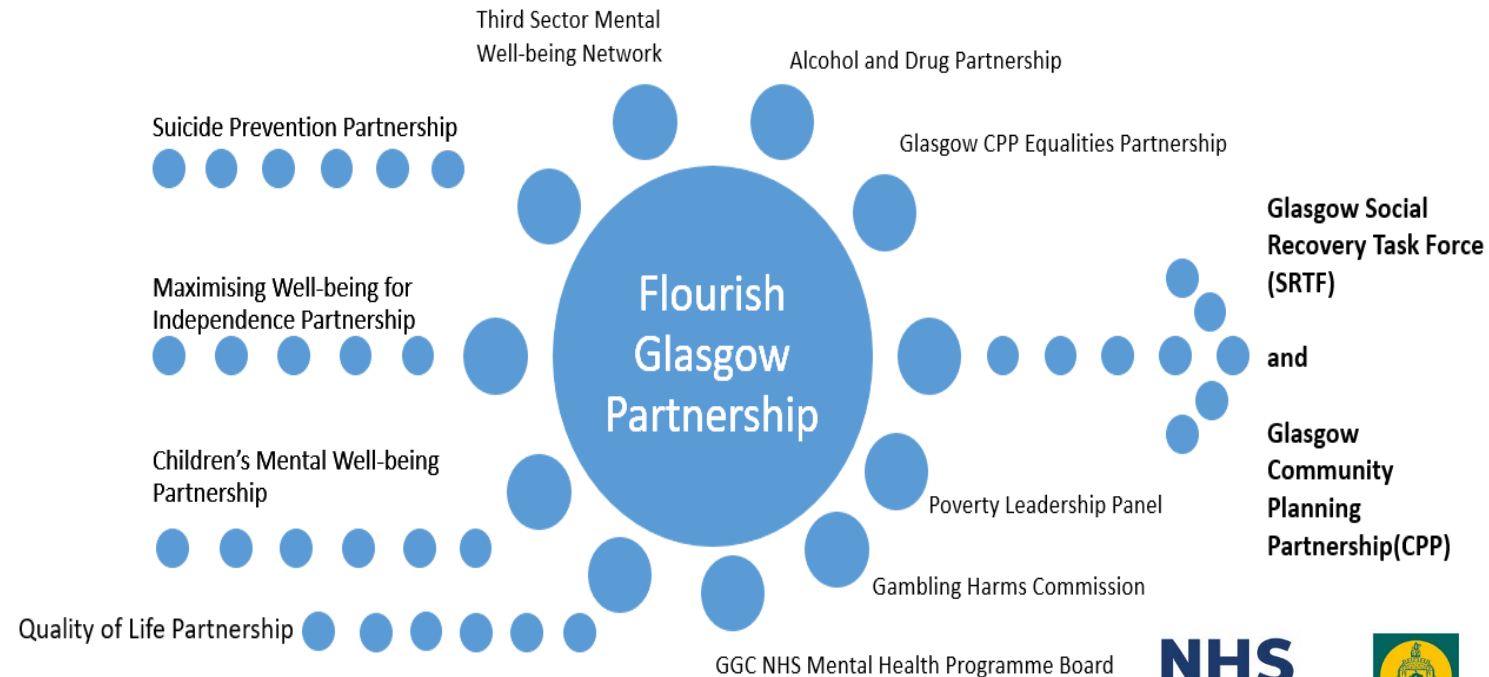 Third Sector Mental
Well-being Network
Alcohol and Drug Partnership
Suicide Prevention Partnership
Glasgow CPP Equalities Partnership
Glasgow Social
Recovery Task Force
(SRTF)
Maximising Well-being for
Independence Partnership
Flourish
Glasgow
Partnership
and
Glasgow
Community
Planning
Partnership(CPP)
Children's Mental Well-being
Partnership
Poverty Leadership Panel
Gambling Harms Commission
Quality of Life Partnership
GGC NHS Mental Health Programme Board
NHS